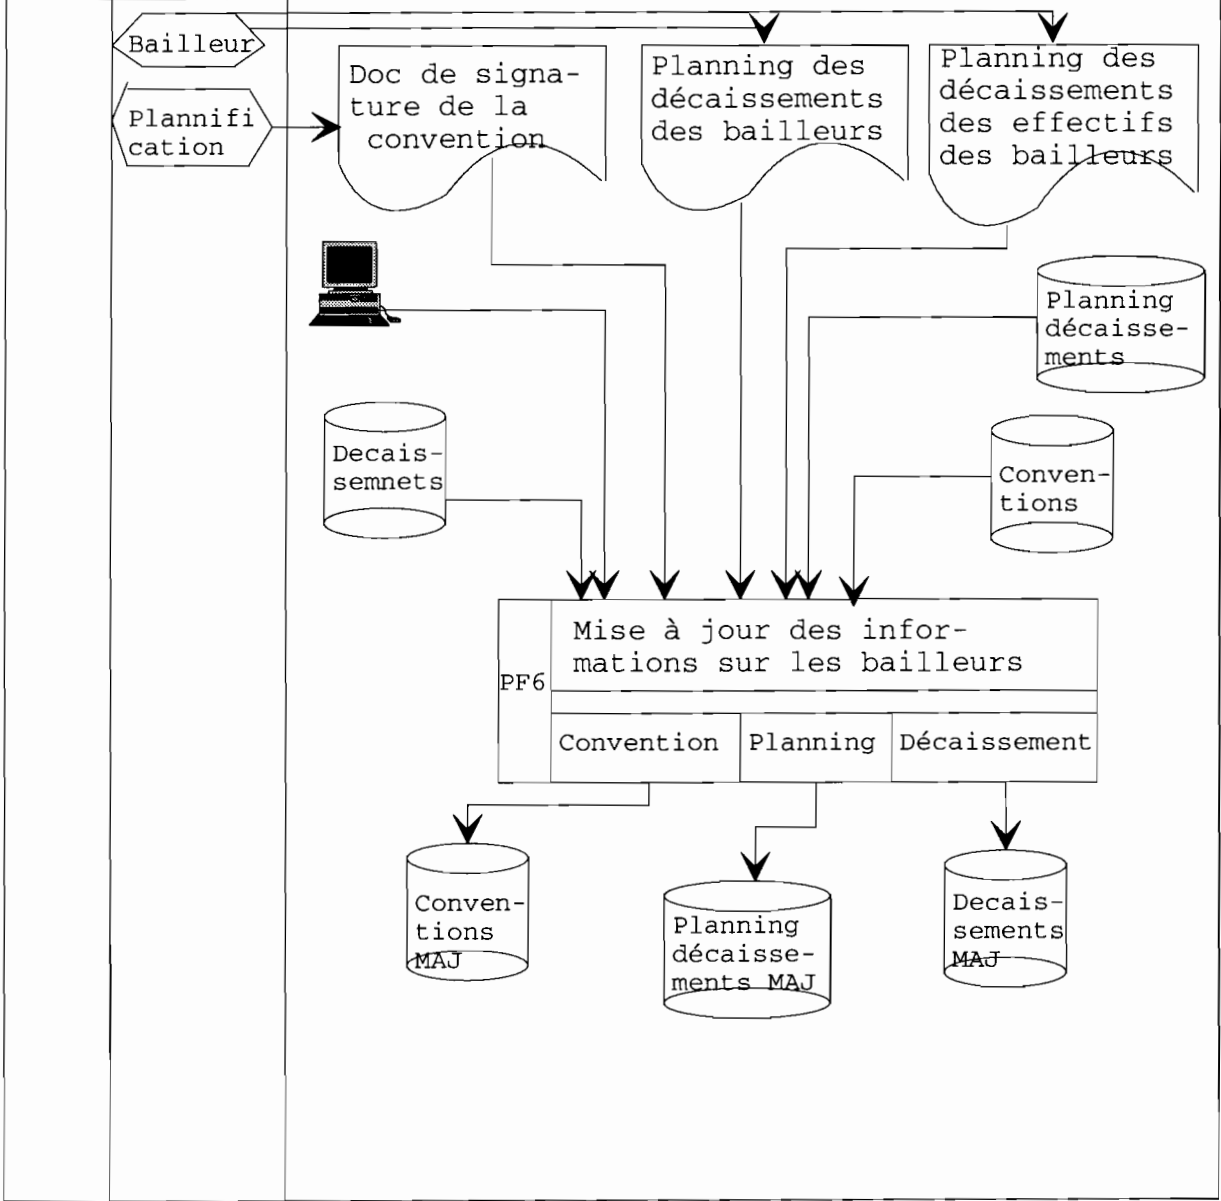 Bailleur
Plannifi
cation
Doc de signa-
ture de la
convention
Planning des
décaissements
des bailleurs
Planning des
décaissements
des effectifs
des bailleurs
Planning
décaisse-
ments
Decais-
semnets
Conven-
tions
PF6
Mise à jour des infor-
mations sur les bailleurs
Convention
Planning
Décaissement
Conven-
tions
MAJ
Planning
décaisse-
ments MAJ
Decais-
sements
MAJ